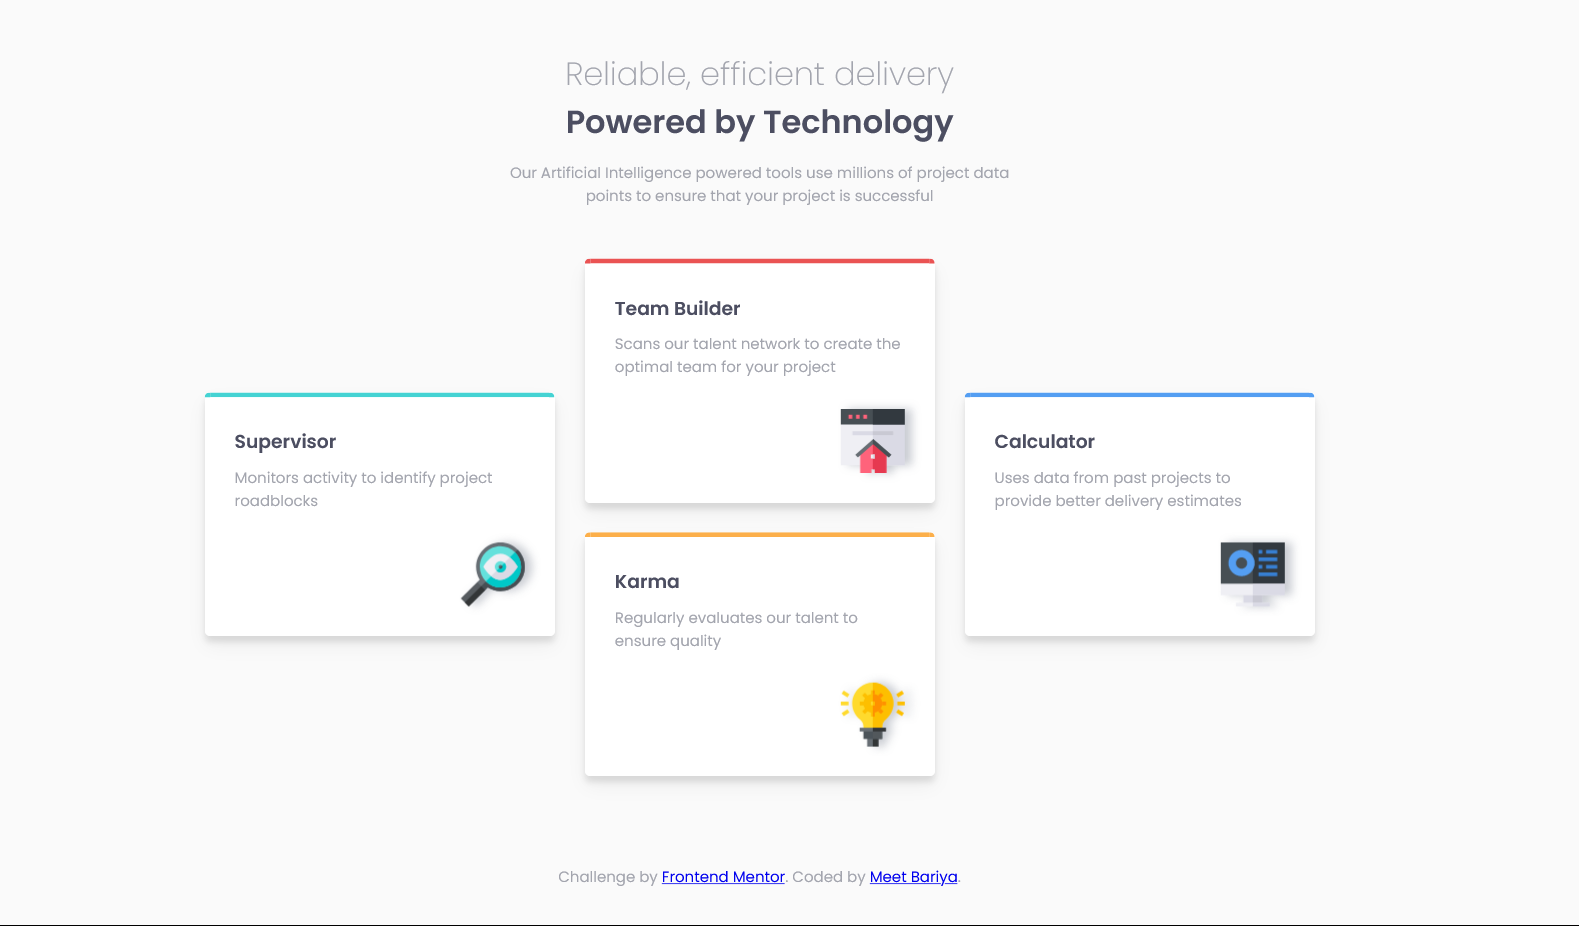 Reliable, efficient delivery
Powered by Technology
Our Artificial Intelligence powered tools use millions of project data
points to ensure that your project is successful
Team Builder
Scans our talent network to create the
optimal team for your project
Supervisor
Monitors activity to identify project
roadblocks
Calculator
Uses data from past projects to
provide better delivery estimates
Karma
Regularly evaluates our talent to
ensure quality
Challenge by Frontend Mentor. Coded by Meet Bariya.